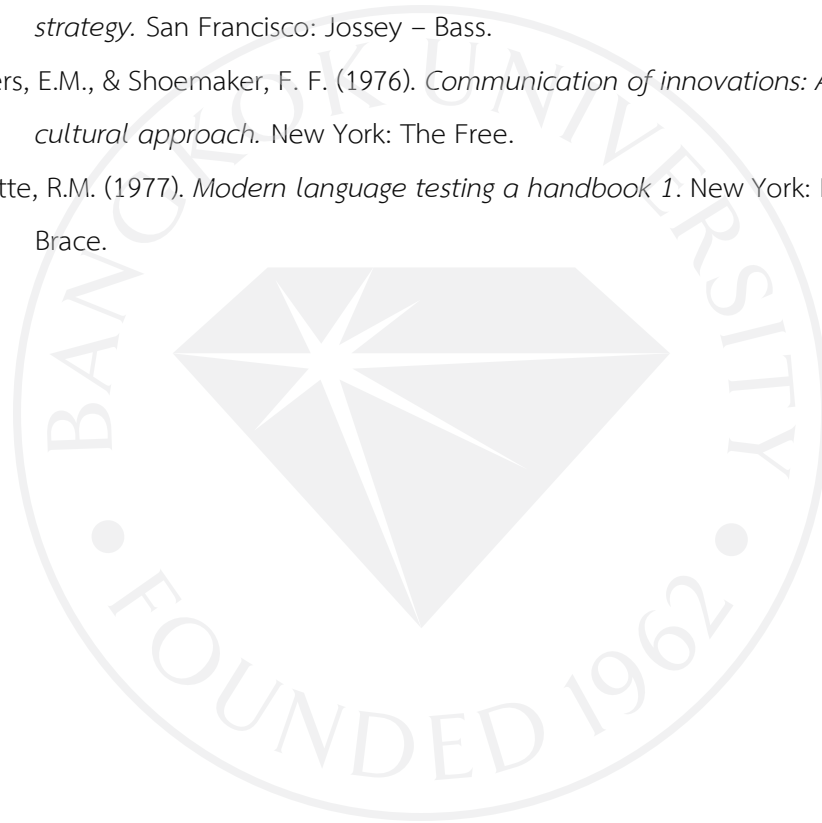 strategy. San Francisco: Jossey – Bass.
ers, E.M., & Shoemaker, F. F. (1976). Communication of innovations: A
cultural approach. New York: The Free.
tte, R.M. (1977). Modern language testing a handbook 1. New York:
Brace.
BANGKOK UNIVERSITY
FOUNDED 1962